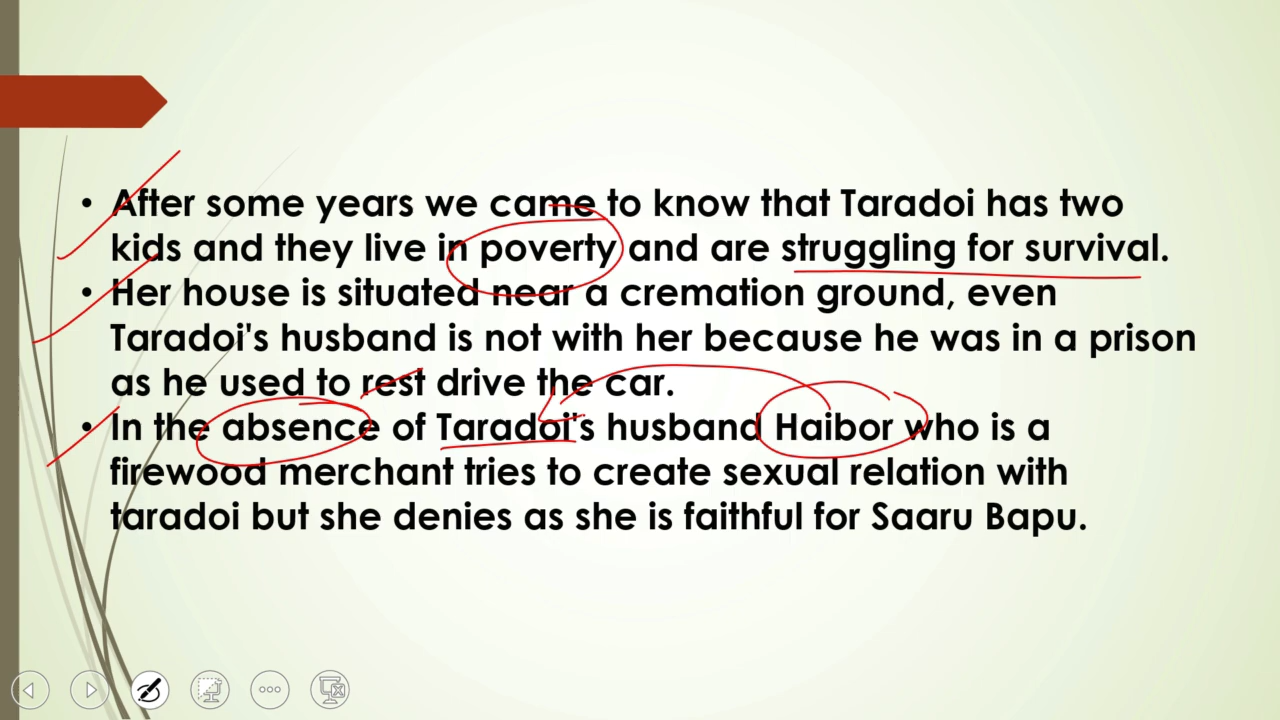 • After some years we came to know that Taradoi has two
kids and they live in poverty and are struggling for survival.
• Her house is situated near a cremation ground, even
Taradoi's husband is not with her because he was in a prison
as he used to rest drive the car.
• In the absence of Taradoi's husband Haibor who is a
firewood merchant tries to create sexual relation with
taradoi but she denies as she is faithful for Saaru Bapu.